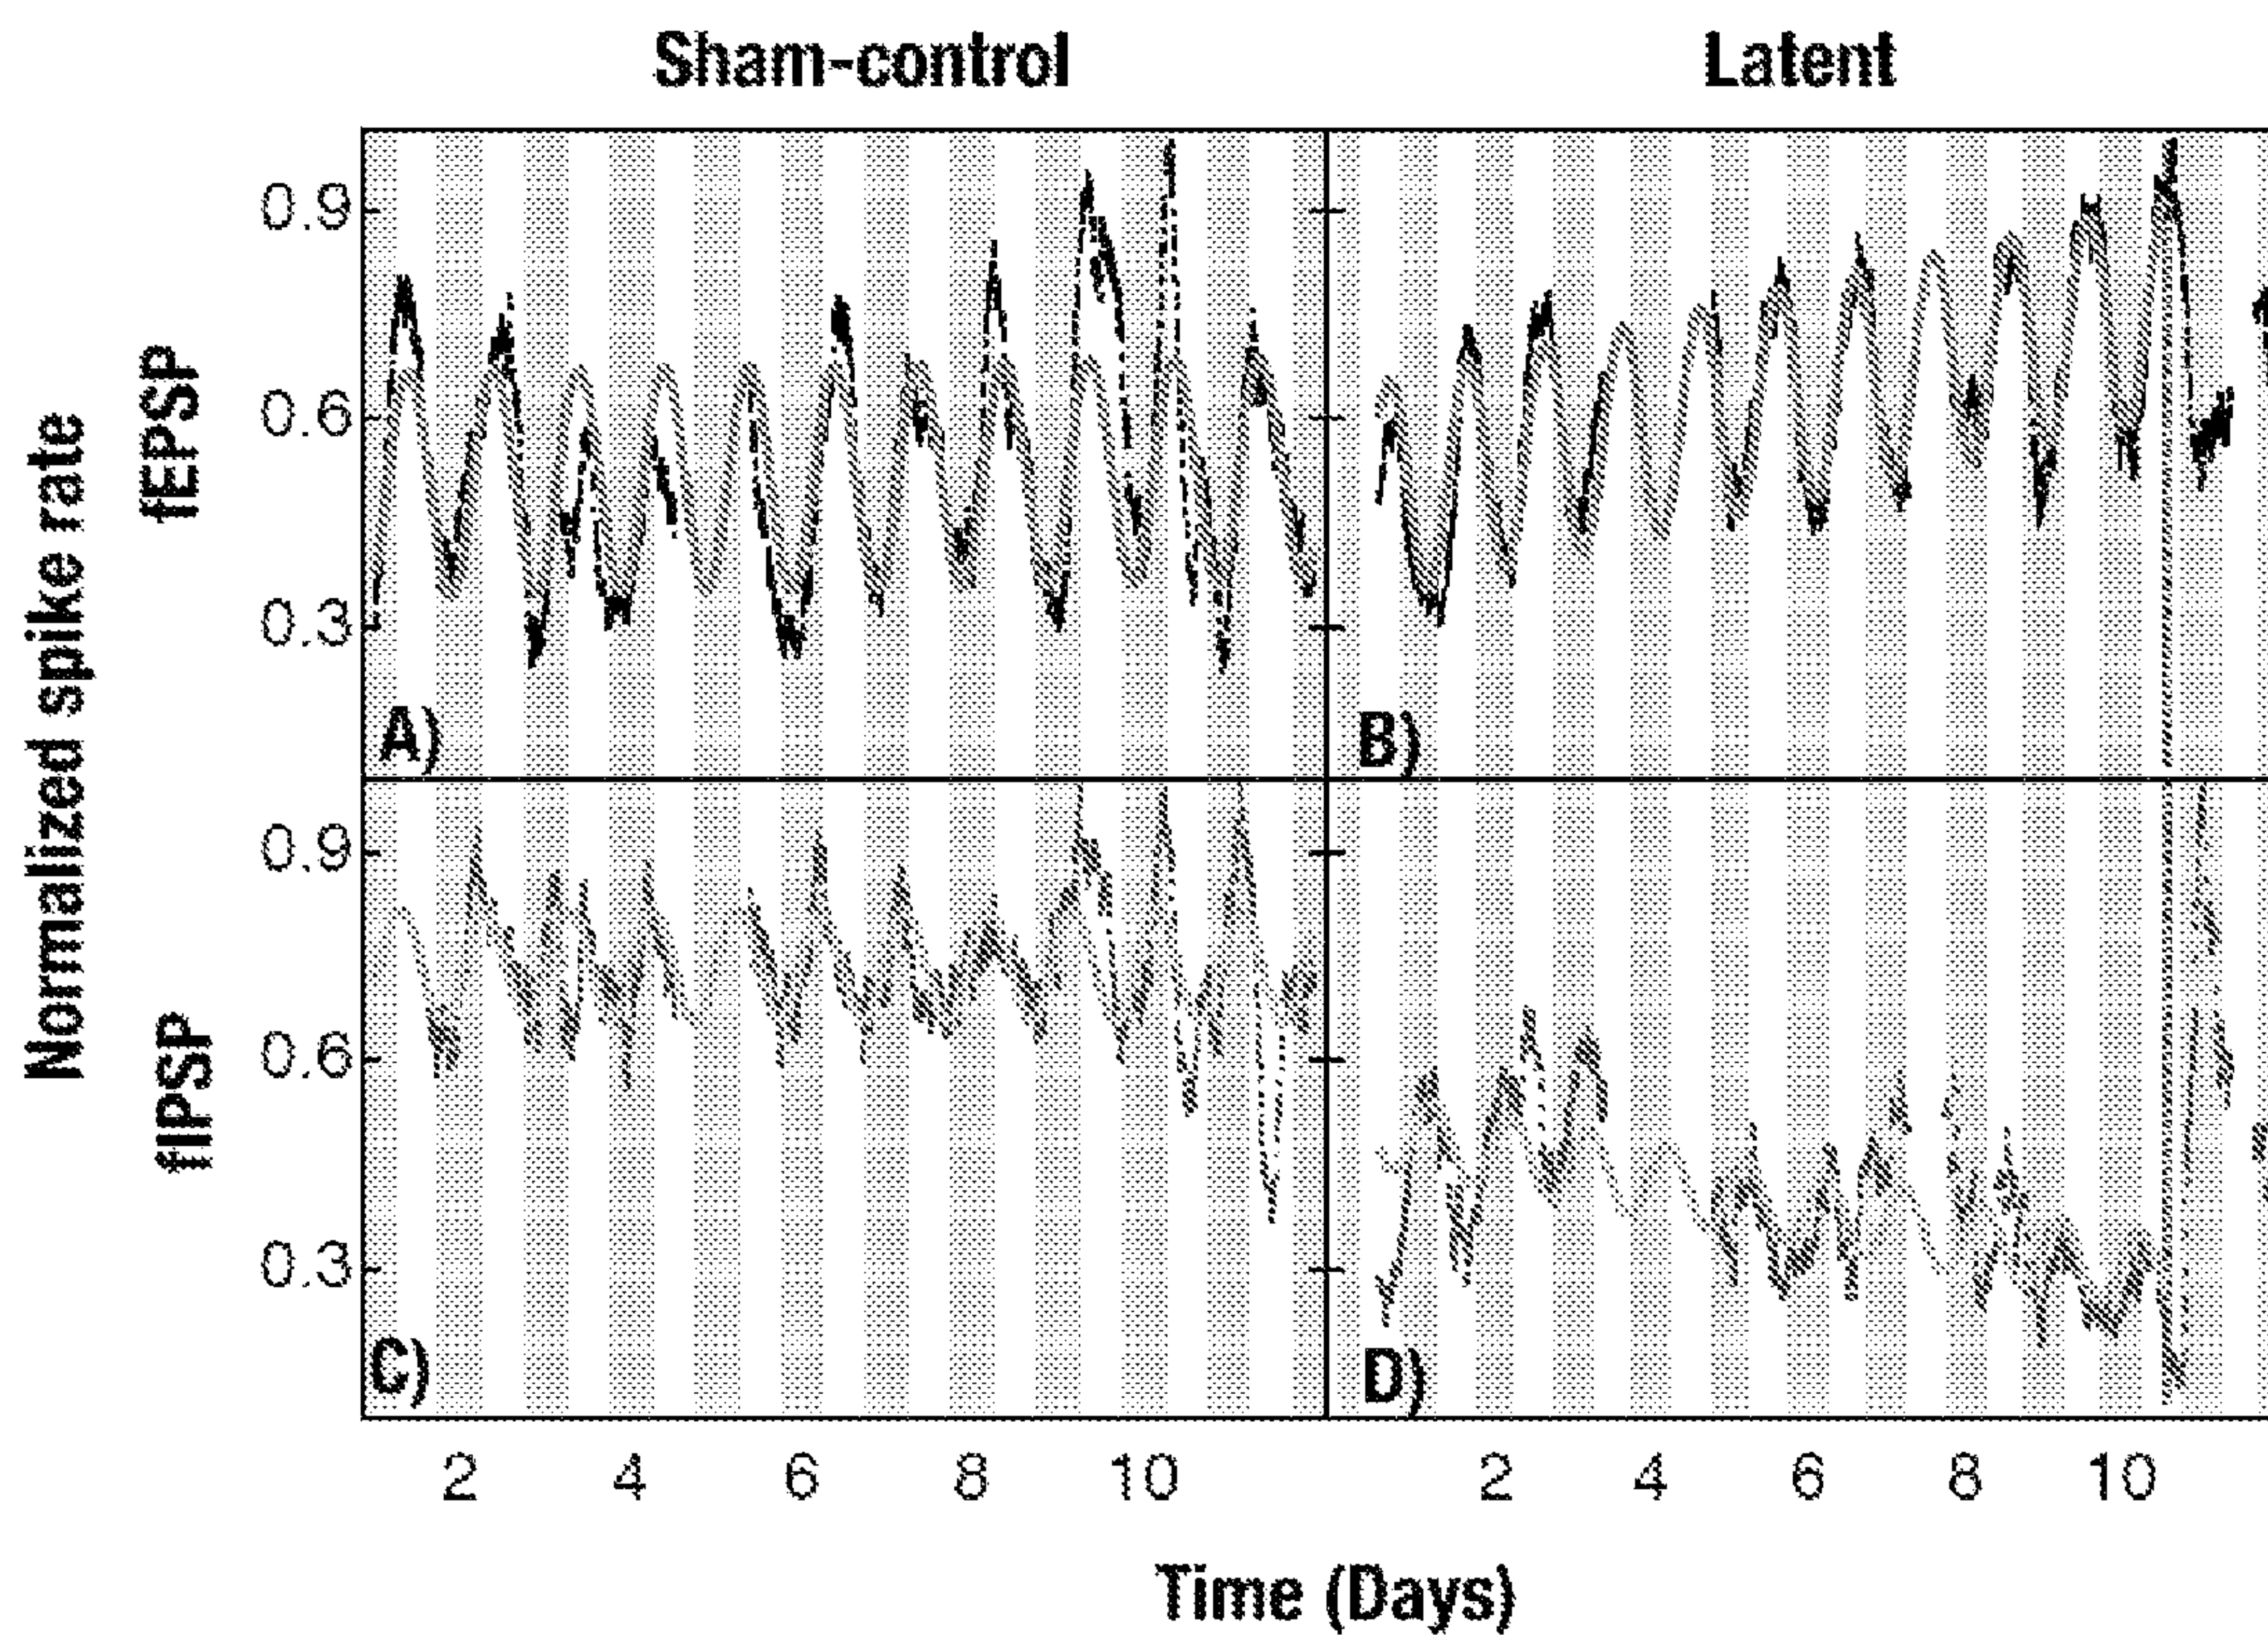 Sham-control
Latent
Normalized spike rate
fEPSP
0.9
0.6
0.3
A)
B)
fIPSP
0.9
0.6
0.3
C)
D)
2 4 6 8 10 2 4 6 8 10
Time (Days)